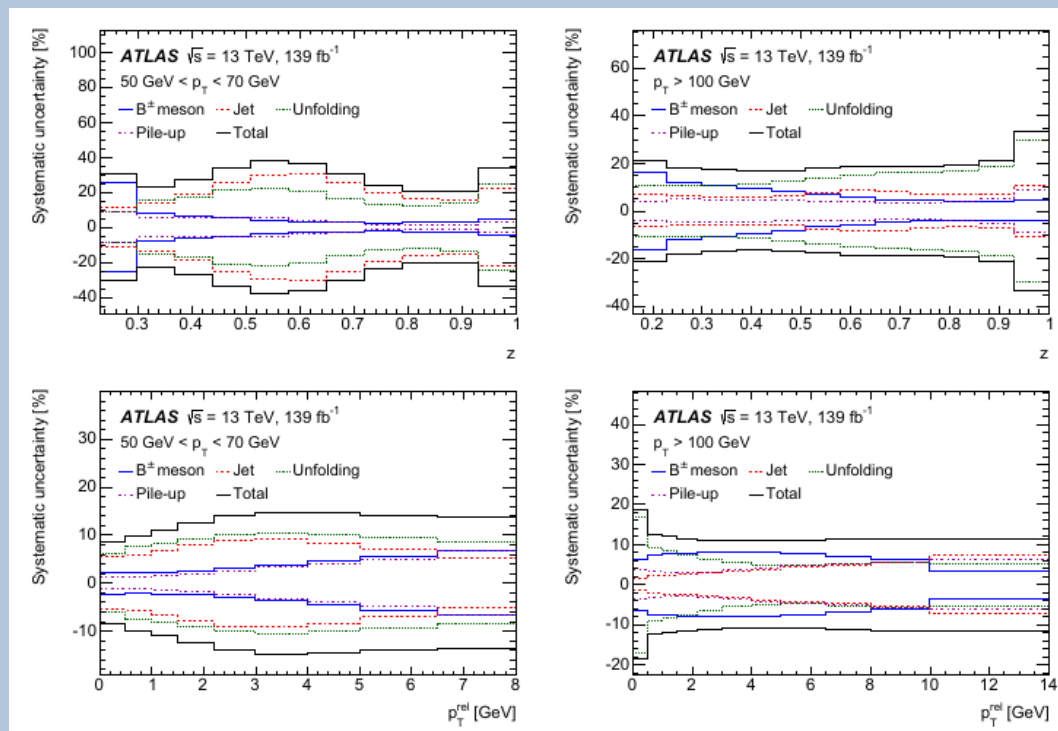 Systematic uncertainty [%]
100
80
60
40
20
0
-20
-40
ATLAS √s = 13 TeV, 139 fb⁻¹
50 GeV < p_T < 70 GeV
B± meson Jet Unfolding
Pile-up Total
0.3 0.4 0.5 0.6 0.7 0.8 0.9 1
z
Systematic uncertainty [%]
60
40
20
0
-20
-40
ATLAS √s = 13 TeV, 139 fb⁻¹
p_T > 100 GeV
B± meson Jet Unfolding
Pile-up Total
0.2 0.3 0.4 0.5 0.6 0.7 0.8 0.9 1
z
Systematic uncertainty [%]
30
20
10
0
-10
ATLAS √s = 13 TeV, 139 fb⁻¹
50 GeV < p_T < 70 GeV
B± meson Jet Unfolding
Pile-up Total
0 1 2 3 4 5 6 7 8
p_T^rel [GeV]
Systematic uncertainty [%]
40
30
20
10
0
-10
-20
ATLAS √s = 13 TeV, 139 fb⁻¹
p_T > 100 GeV
B± meson Jet Unfolding
Pile-up Total
0 2 4 6 8 10 12 14
p_T^rel [GeV]